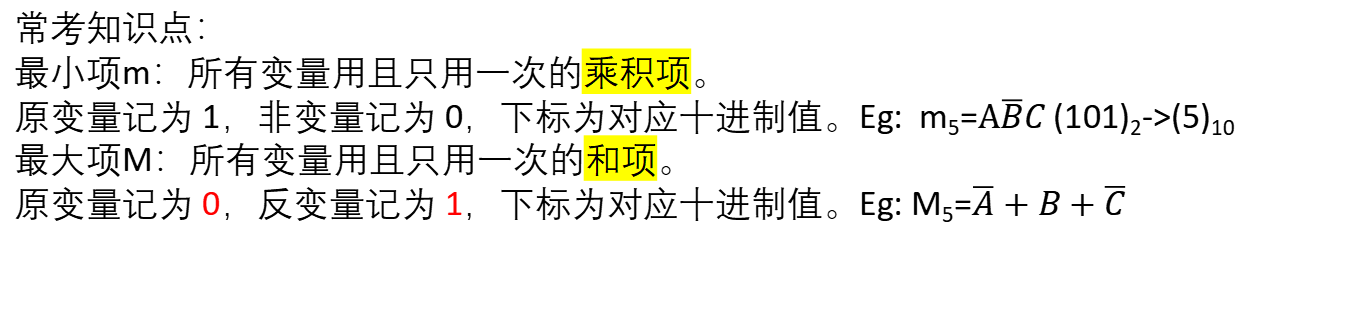 常考知识点：
最小项m：所有变量用且只用一次的乘积项。
原变量记为 1，非变量记为 0，下标为对应十进制值。Eg: m₅=AB̅C (101)₂->(5)₁₀
最大项M：所有变量用且只用一次的和项。
原变量记为 0，反变量记为 1，下标为对应十进制值。Eg: M₅=A̅ + B + C̅